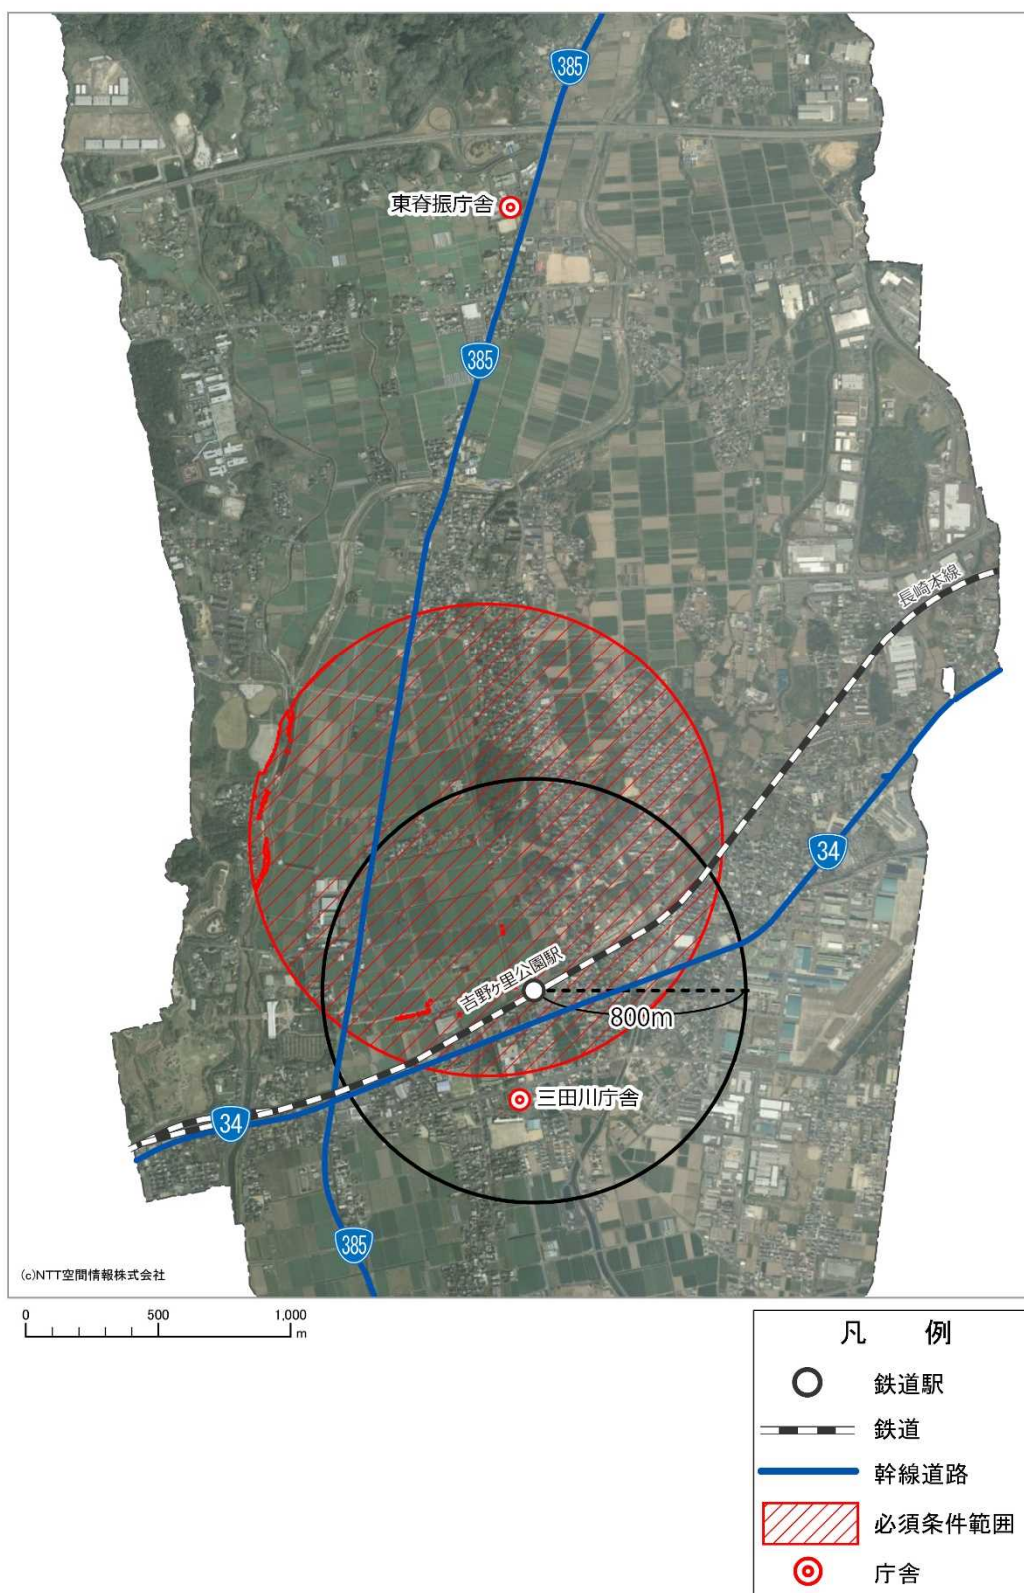 385
東脊振庁舎
385
長崎本線
34
吉野ヶ里公園駅
800m
三田川庁舎
34
385
(c)NTT空間情報株式会社
0 500 1,000
m
凡 例
鉄道駅
鉄道
幹線道路
必須条件範囲
庁舎